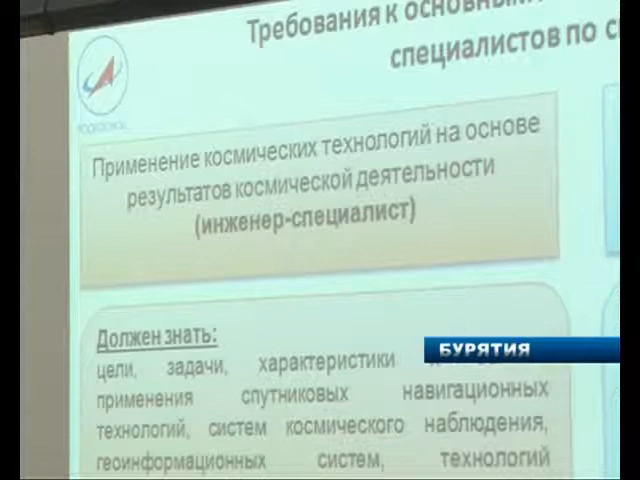 Требования к основным
специалистов по
РОСКОСМОС
Применение космических технологий на основе
результатов космической деятельности
(инженер-специалист)
Должен знать:
цели, задачи, характеристики
применения спутниковых навигационных
технологий, систем космического наблюдения,
геоинформационных систем, технологий
БУРЯТИЯ